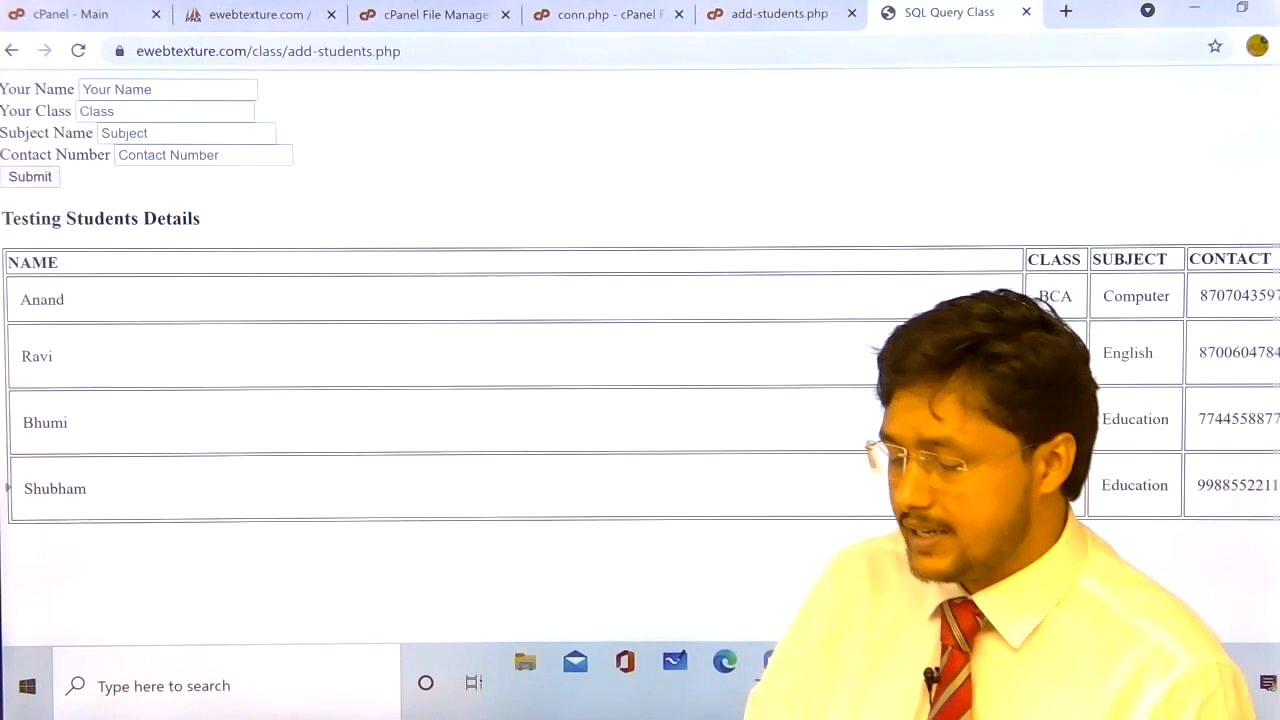 cPanel - Main
ewebtexture.com /
cPanel File Manage
conn.php - cPanel F
add-students.php
SQL Query Class
ewebtexture.com/class/add-students.php
Your Name Your Name
Your Class Class
Subject Name Subject
Contact Number Contact Number
Submit
Testing Students Details
NAME CLASS SUBJECT CONTACT
Anand BCA Computer 8707043597
Ravi English 8700604784
Bhumi Education 7744558877
Shubham Education 9988552211
Type here to search